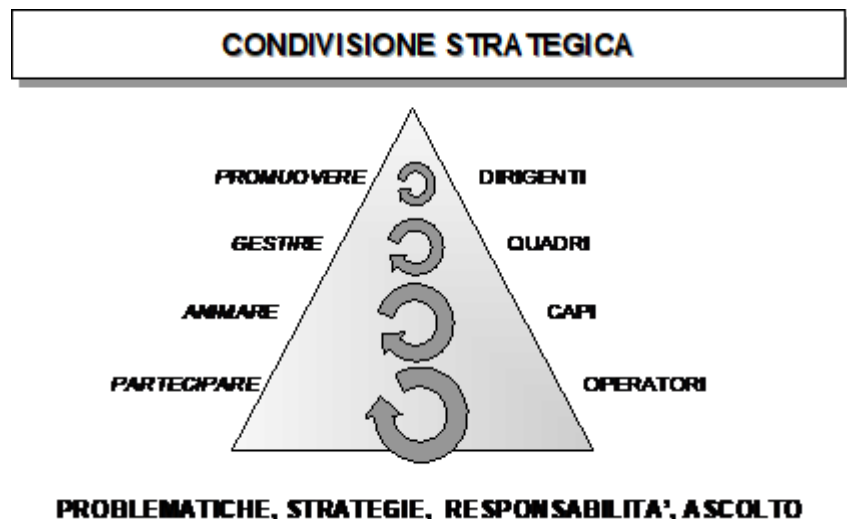 CONDIVISIONE STRATEGICA
PROMUOVERE DIRIGENTI
GESTIRE QUADRI
ANIMARE CAPI
PARTECIPARE OPERATORI
PROBLEMATICHE, STRATEGIE, RESPONSABILITA', ASCOLTO